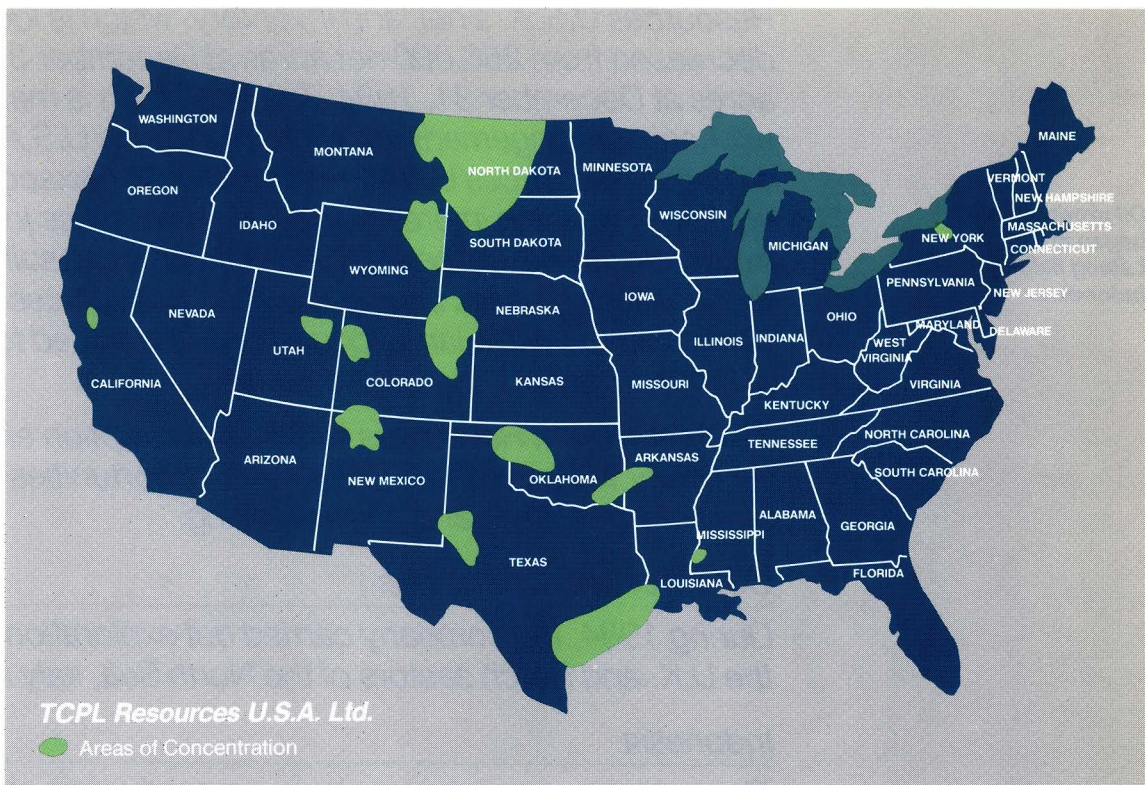 WASHINGTON
MONTANA
NORTH DAKOTA
MINNESOTA
MAINE
OREGON
IDAHO
SOUTH DAKOTA
WISCONSIN
MICHIGAN
VERMONT
NEW HAMPSHIRE
MASSACHUSETTS
NEW YORK
CONNECTICUT
WYOMING
NEBRASKA
IOWA
PENNSYLVANIA
NEW JERSEY
NEVADA
UTAH
COLORADO
KANSAS
MISSOURI
ILLINOIS
INDIANA
OHIO
MARYLAND
DELAWARE
WEST
VIRGINIA
VIRGINIA
CALIFORNIA
KENTUCKY
ARIZONA
NEW MEXICO
OKLAHOMA
ARKANSAS
TENNESSEE
NORTH CAROLINA
SOUTH CAROLINA
TEXAS
MISSISSIPPI
ALABAMA
GEORGIA
LOUISIANA
FLORIDA
TCPL Resources U.S.A. Ltd.
Areas of Concentration